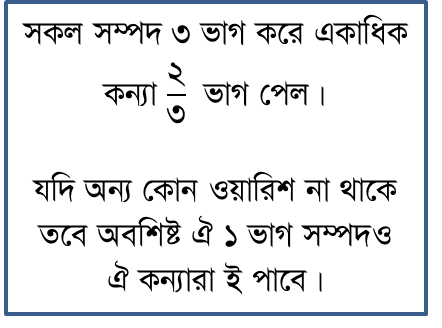 সকল সম্পদ ৩ ভাগ করে একাধিক
কন্যা ২/৩ ভাগ পেল।
যদি অন্য কোন ওয়ারিশ না থাকে
তবে অবশিষ্ট ঐ ১ ভাগ সম্পদও
ঐ কন্যারা ই পাবে।